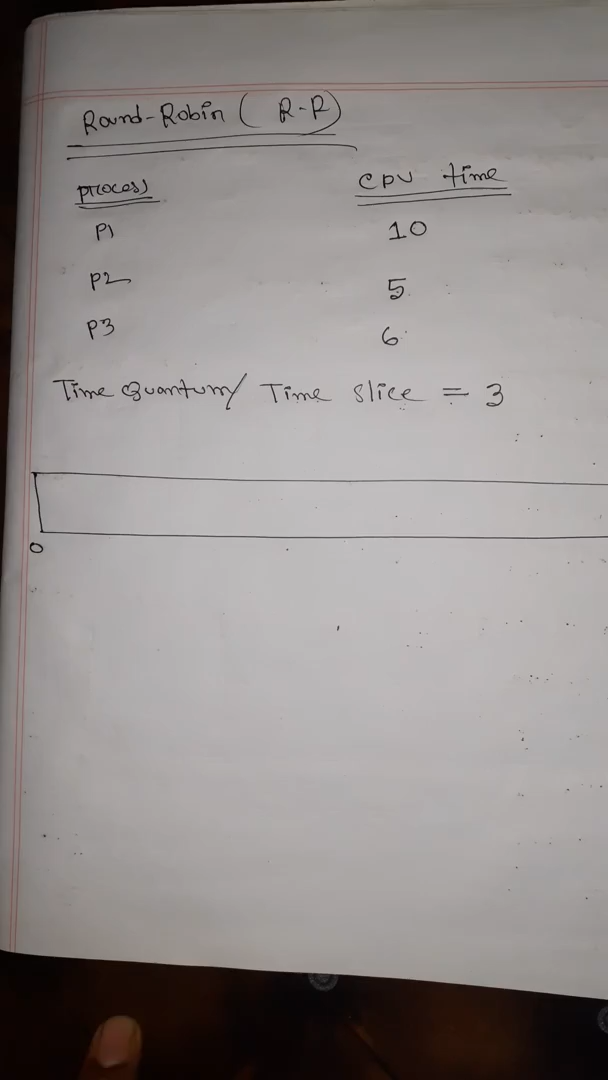 Round-Robin ( R-R)
process CPU time
P1 10
P2 5
P3 6
Time Quantum/ Time slice = 3
0